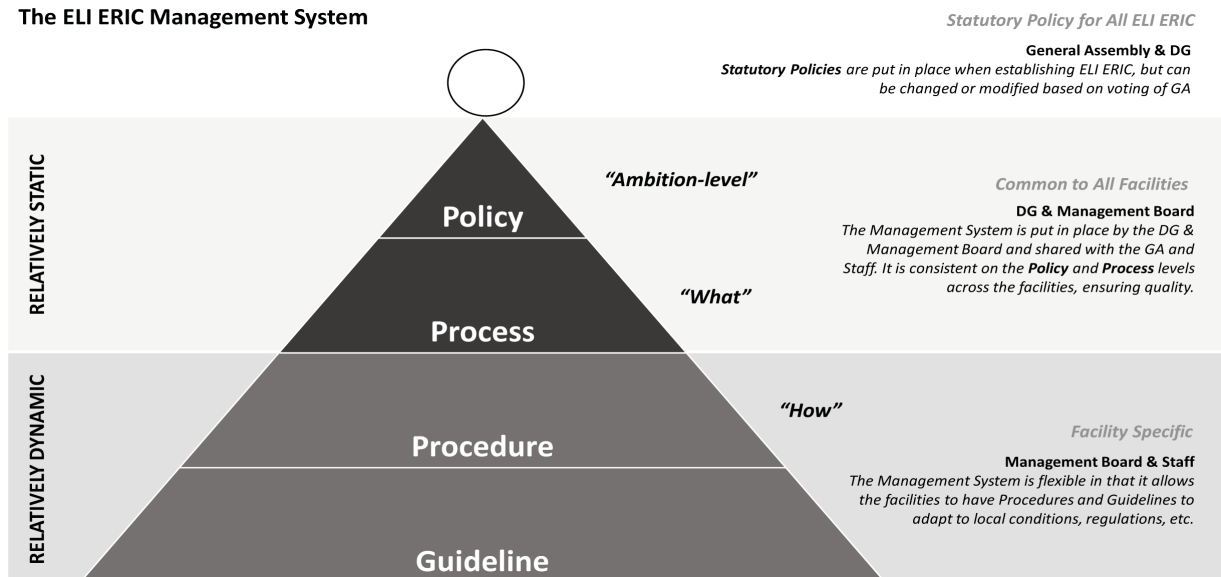 The ELI ERIC Management System
Statutory Policy for All ELI ERIC
General Assembly & DG
Statutory Policies are put in place when establishing ELI ERIC, but can
be changed or modified based on voting of GA
RELATIVELY STATIC
"Ambition-level"
Policy
Common to All Facilities
DG & Management Board
The Management System is put in place by the DG &
Management Board and shared with the GA and
Staff. It is consistent on the Policy and Process levels
across the facilities, ensuring quality.
"What"
Process
RELATIVELY DYNAMIC
"How"
Procedure
Facility Specific
Management Board & Staff
The Management System is flexible in that it allows
the facilities to have Procedures and Guidelines to
adapt to local conditions, regulations, etc.
Guideline